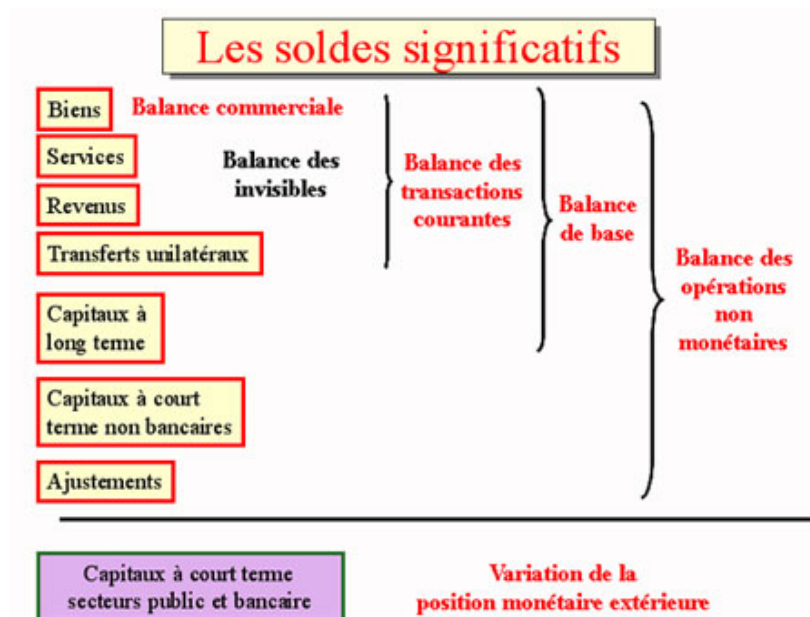 Les soldes significatifs
Biens
Balance commerciale
Services
Revenus
Transferts unilatéraux
Balance des
invisibles
Balance des
transactions
courantes
Balance
de base
Balance des
opérations
non
monétaires
Capitaux à
long terme
Capitaux à court
terme non bancaires
Ajustements
Capitaux à court terme
secteurs public et bancaire
Variation de la
position monétaire extérieure